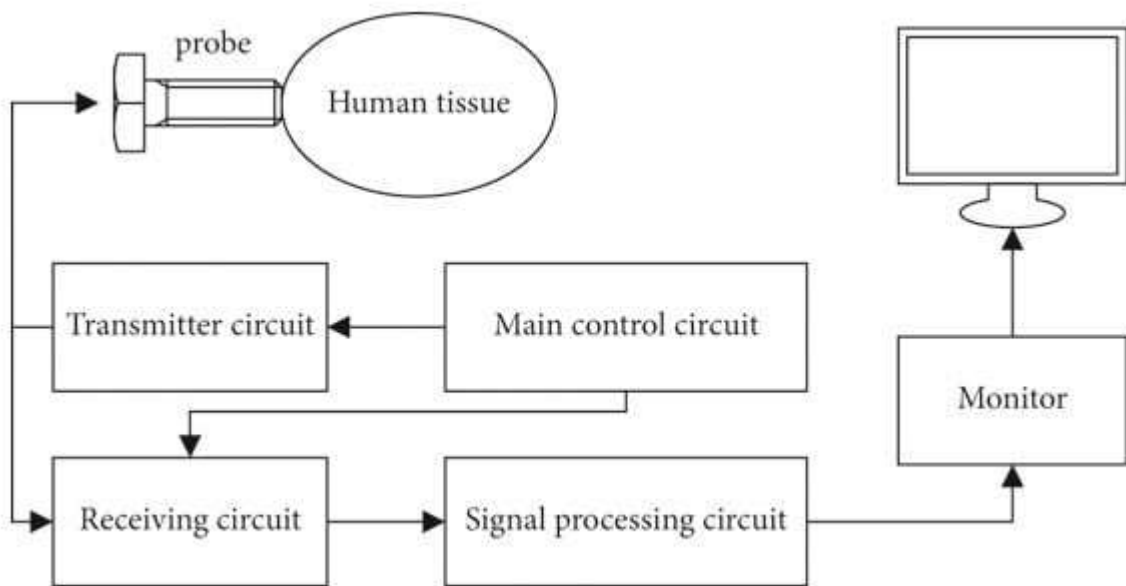 probe
Human tissue
Transmitter circuit
Main control circuit
Monitor
Receiving circuit
Signal processing circuit